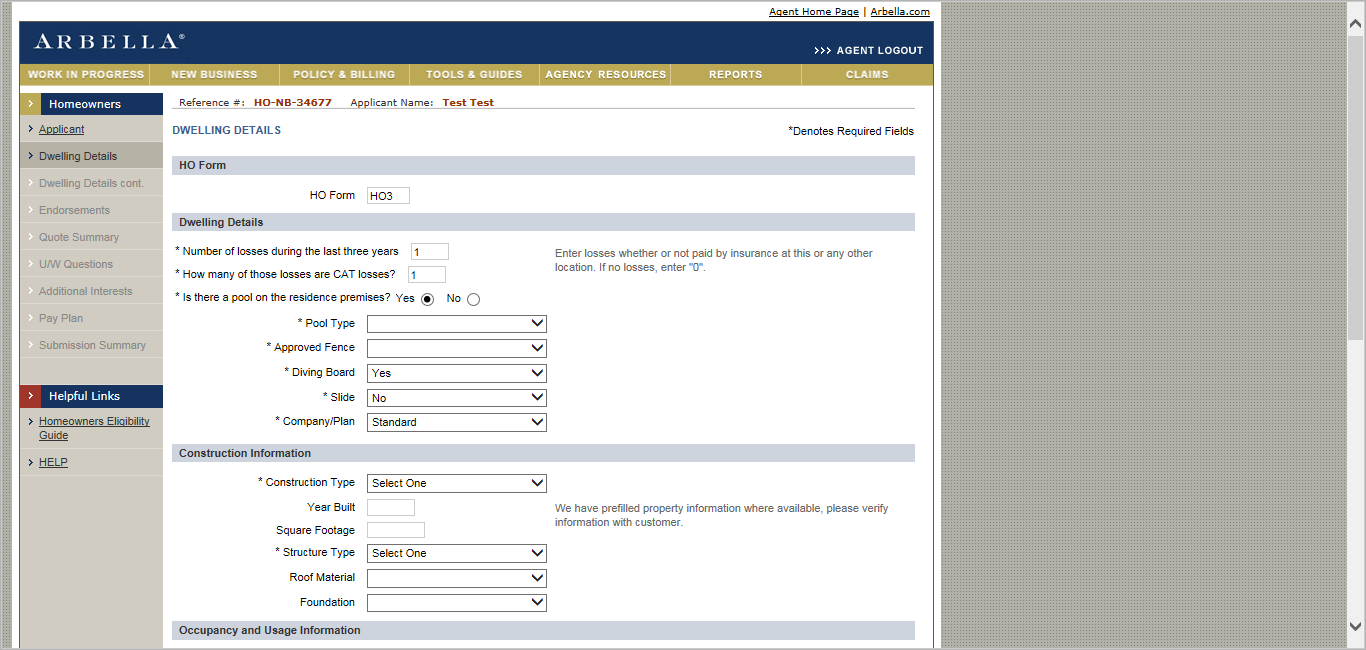 Agent Home Page | Arbella.com
ARBELLA®
>>> AGENT LOGOUT
WORK IN PROGRESS NEW BUSINESS POLICY & BILLING TOOLS & GUIDES AGENCY RESOURCES REPORTS CLAIMS
Homeowners
Applicant
Dwelling Details
Dwelling Details cont.
Endorsements
Quote Summary
U/W Questions
Additional Interests
Pay Plan
Submission Summary
Helpful Links
Homeowners Eligibility
Guide
HELP
Reference #: HO-NB-34677 Applicant Name: Test Test
DWELLING DETAILS
*Denotes Required Fields
HO Form
HO Form HO3
Dwelling Details
* Number of losses during the last three years 1
Enter losses whether or not paid by insurance at this or any other
location. If no losses, enter "0".
* How many of those losses are CAT losses? 1
* Is there a pool on the residence premises? Yes No
* Pool Type
* Approved Fence
* Diving Board Yes
* Slide No
* Company/Plan Standard
Construction Information
* Construction Type Select One
Year Built
We have prefilled property information where available, please verify
information with customer.
Square Footage
* Structure Type Select One
Roof Material
Foundation
Occupancy and Usage Information